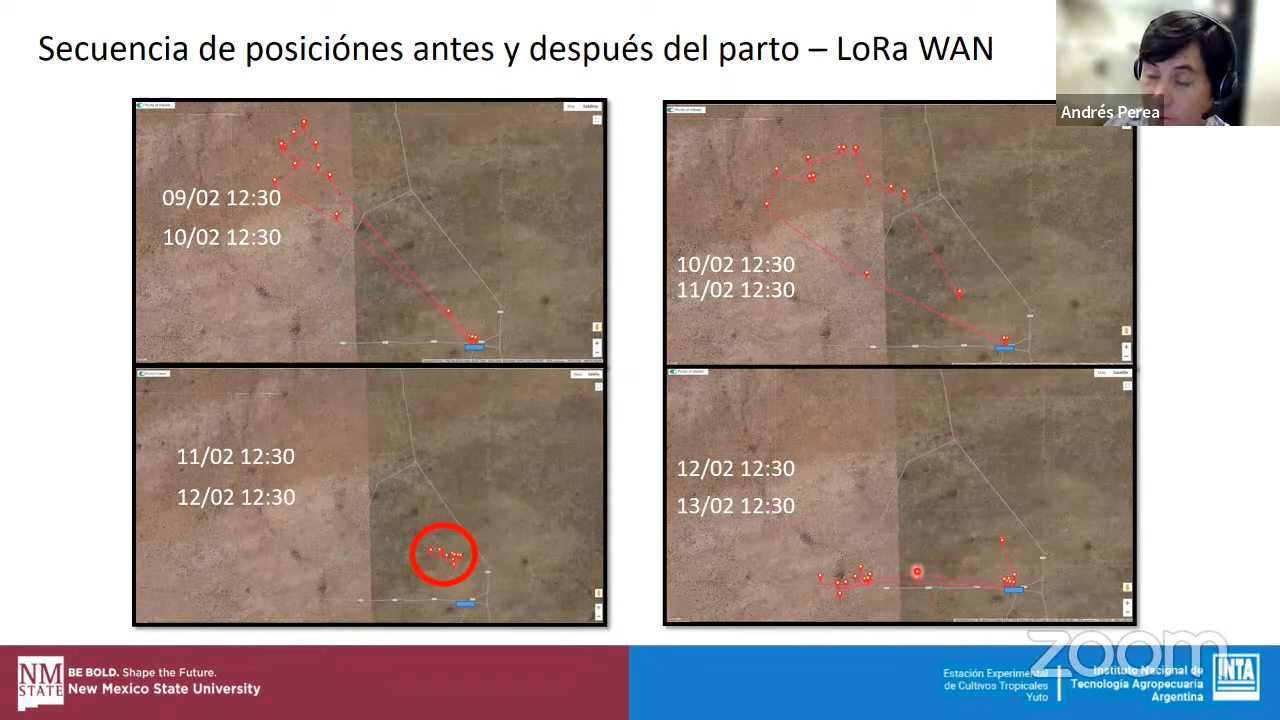 Secuencia de posiciónes antes y después del parto – LoRa WAN
Andrés Perea
09/02 12:30
10/02 12:30
10/02 12:30
11/02 12:30
11/02 12:30
12/02 12:30
12/02 12:30
13/02 12:30
zoom
NM
STATE
BE BOLD. Shape the Future.
New Mexico State University
Estación Experimental
de Cultivos Tropicales
Yuto
Instituto Nacional de
Tecnología Agropecuaria
Argentina
INTA